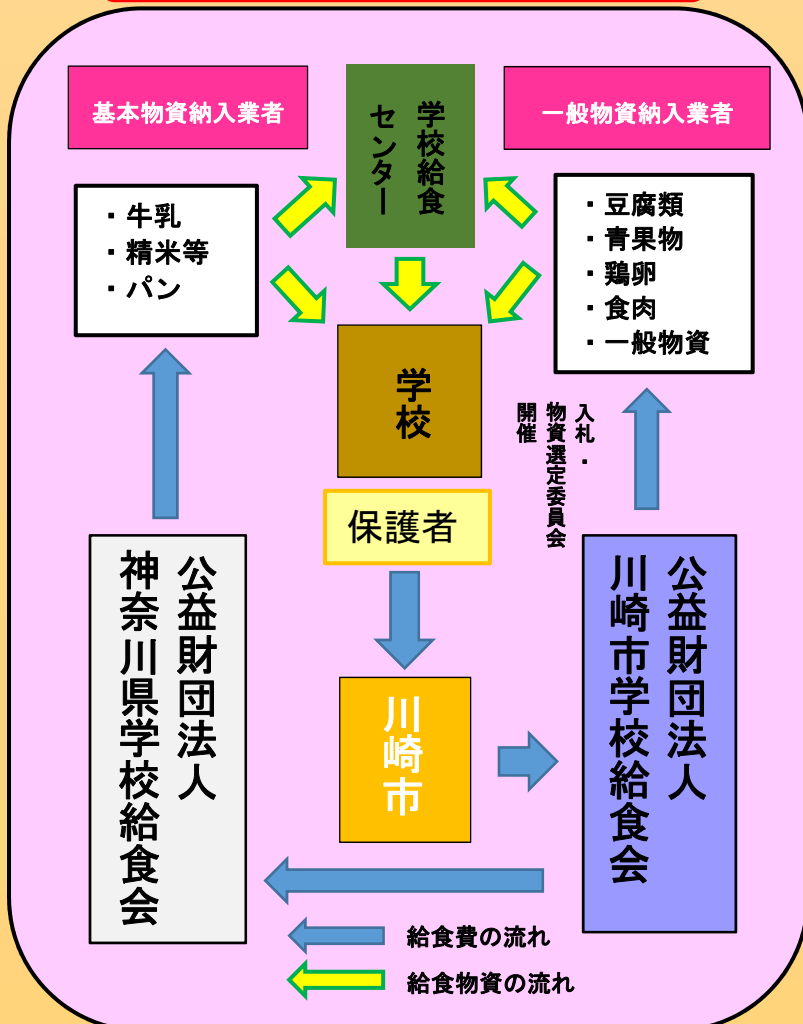 基本物資納入業者
学校給食
センター
一般物資納入業者
・牛乳
・精米等
・パン
・豆腐類
・青果物
・鶏卵
・食肉
・一般物資
学校
入札・
物資選定委員会
開催
保護者
公益財団法人
神奈川県学校給食会
川崎市
公益財団法人
川崎市学校給食会
給食費の流れ
給食物資の流れ